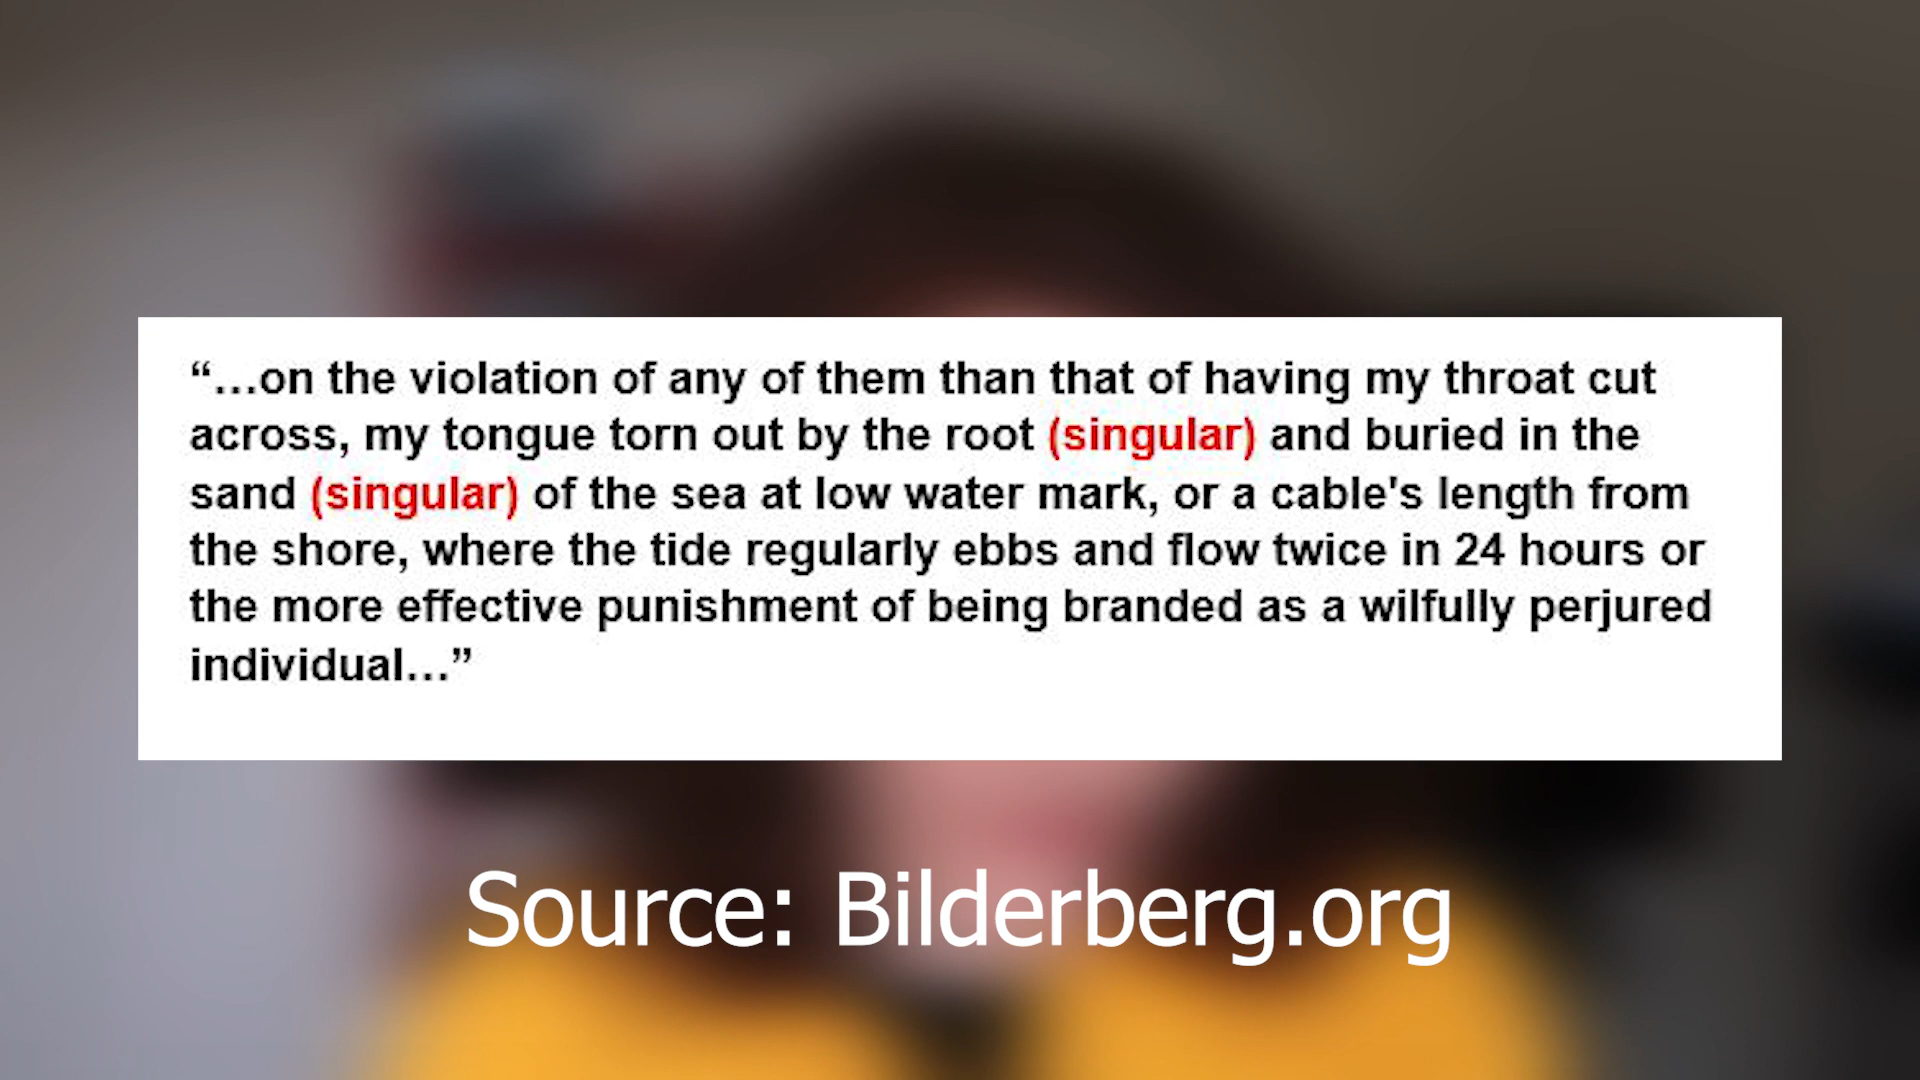 “...on the violation of any of them than that of having my throat cut
across, my tongue torn out by the root (singular) and buried in the
sand (singular) of the sea at low water mark, or a cable's length from
the shore, where the tide regularly ebbs and flow twice in 24 hours or
the more effective punishment of being branded as a wilfully perjured
individual...”
Source: Bilderberg.org